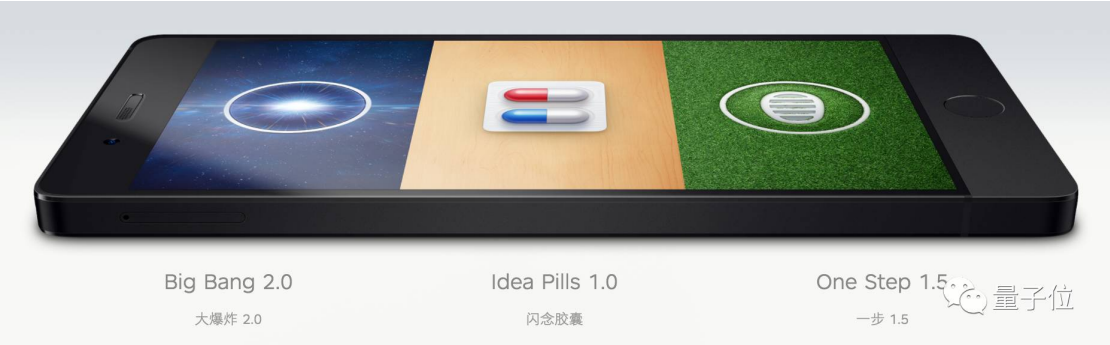 Big Bang 2.0
Idea Pills 1.0
One Step 1.5
大爆炸 2.0
闪念胶囊
一步 1.5
量子位